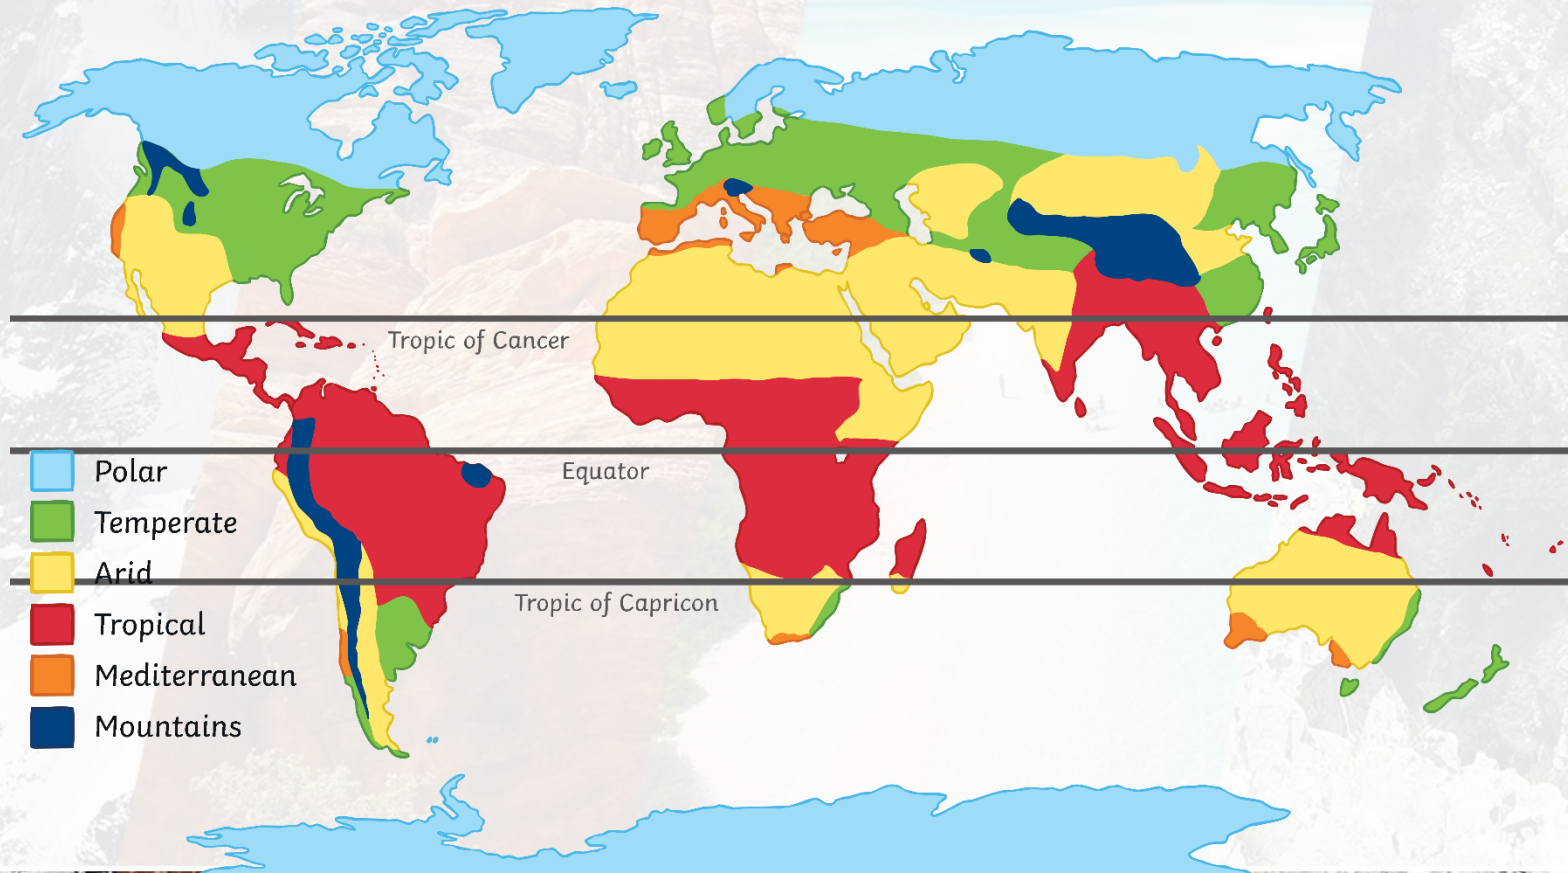 Tropic of Cancer
Equator
Tropic of Capricon
Polar
Temperate
Arid
Tropical
Mediterranean
Mountains